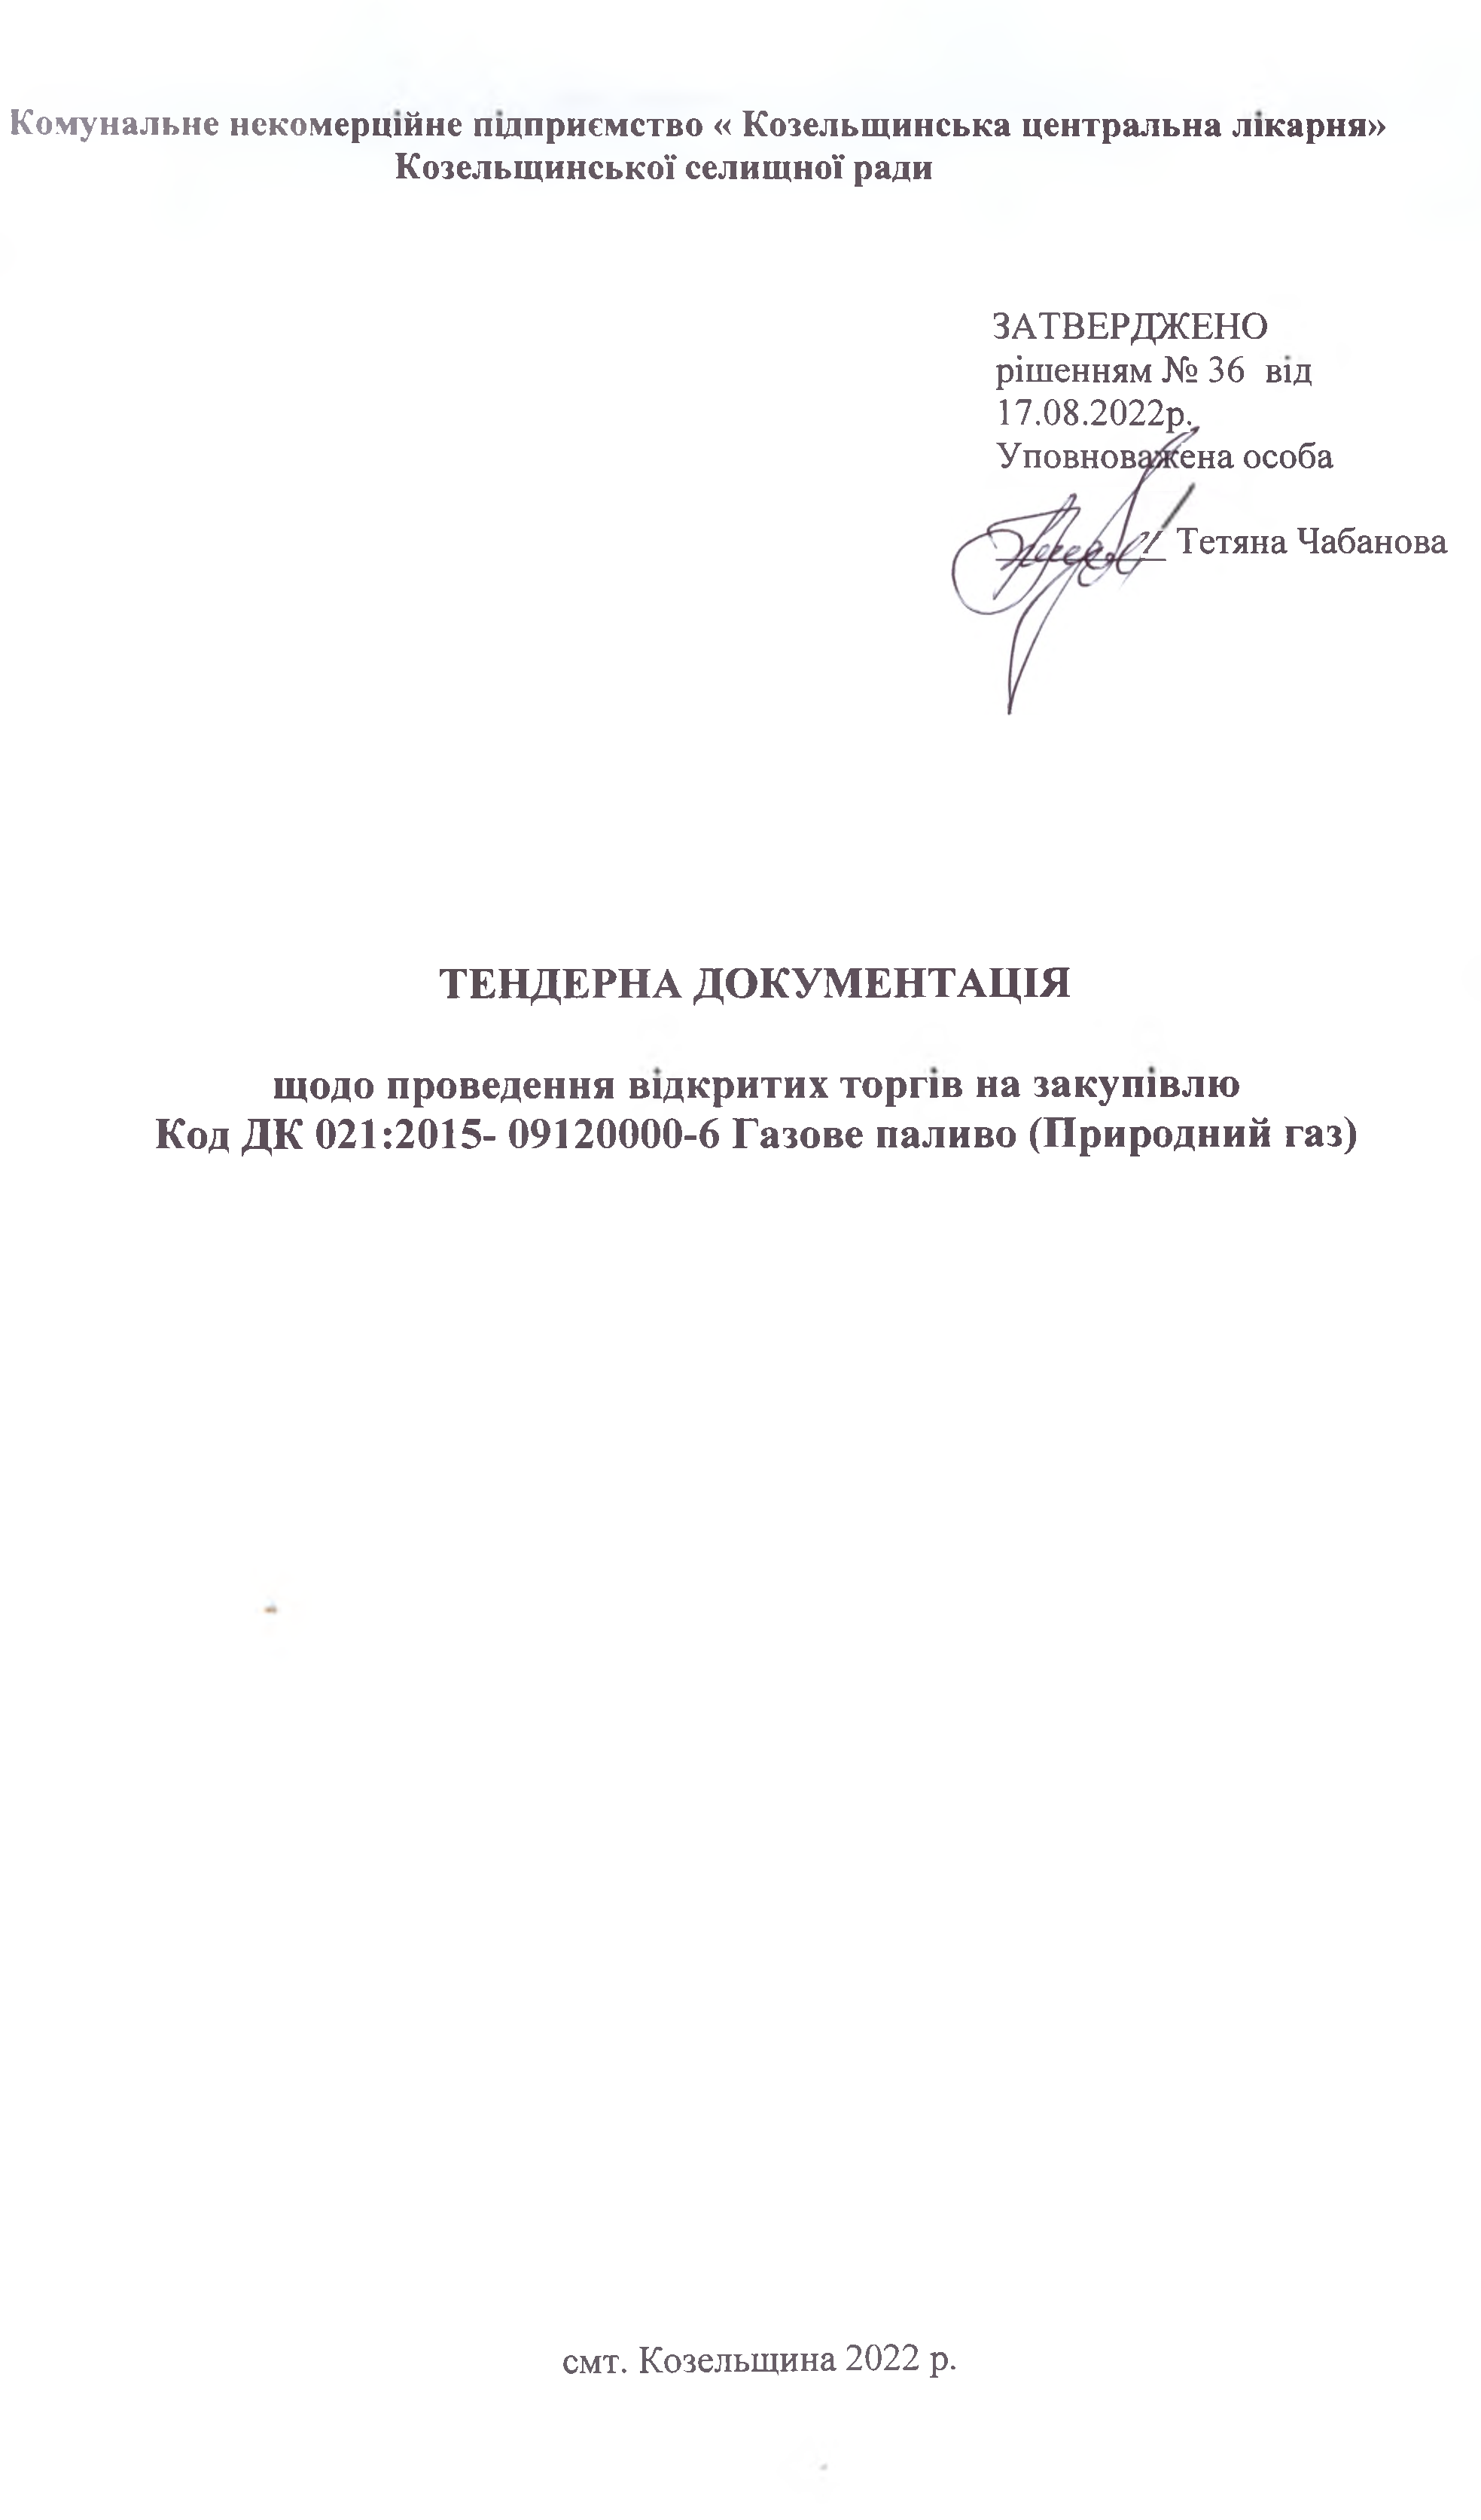 Комунальне некомерційне підприємство « Козельщинська центральна лікарня»
Козельщинської селищної ради
ЗАТВЕРДЖЕНО
рішенням № 36 від
17.08.2022р.
Уповноважена особа
Тетяна Чабанова
ТЕНДЕРНА ДОКУМЕНТАЦІЯ
щодо проведення відкритих торгів на закупівлю
Код ДК 021:2015- 09120000-6 Газове паливо (Природний газ)
смт. Козельщина 2022 р.